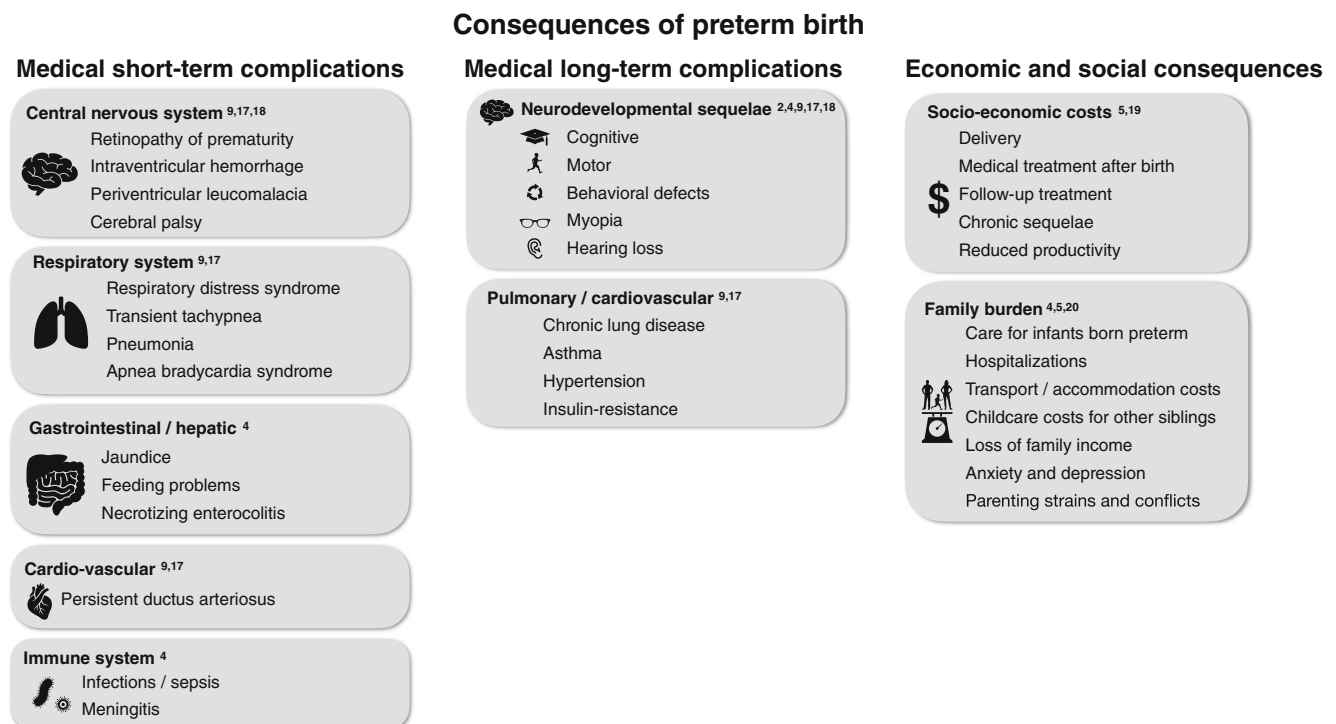 Consequences of preterm birth
Medical short-term complications
Central nervous system 9,17,18
Retinopathy of prematurity
Intraventricular hemorrhage
Periventricular leucomalacia
Cerebral palsy
Respiratory system 9,17
Respiratory distress syndrome
Transient tachypnea
Pneumonia
Apnea bradycardia syndrome
Gastrointestinal / hepatic 4
Jaundice
Feeding problems
Necrotizing enterocolitis
Cardio-vascular 9,17
Persistent ductus arteriosus
Immune system 4
Infections / sepsis
Meningitis
Medical long-term complications
Neurodevelopmental sequelae 2,4,9,17,18
Cognitive
Motor
Behavioral defects
Myopia
Hearing loss
Pulmonary / cardiovascular 9,17
Chronic lung disease
Asthma
Hypertension
Insulin-resistance
Economic and social consequences
Socio-economic costs 5,19
Delivery
Medical treatment after birth
$ Follow-up treatment
Chronic sequelae
Reduced productivity
Family burden 4,5,20
Care for infants born preterm
Hospitalizations
Transport / accommodation costs
Childcare costs for other siblings
Loss of family income
Anxiety and depression
Parenting strains and conflicts